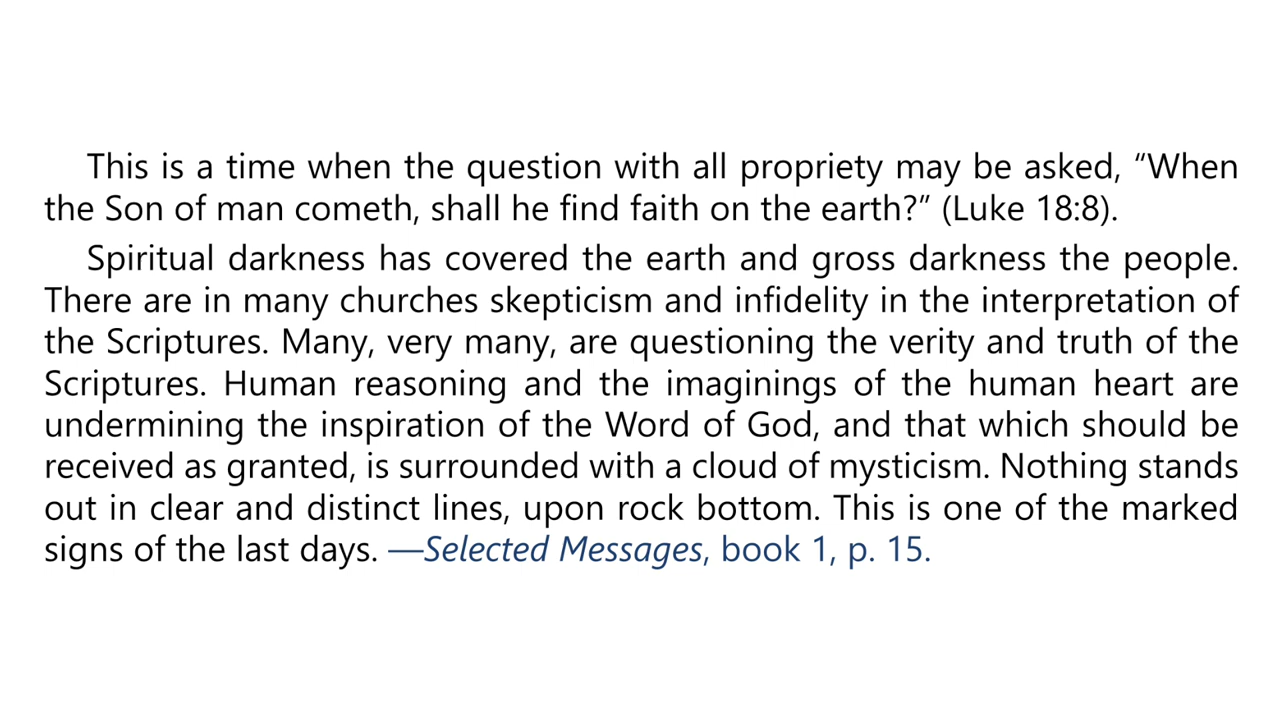 This is a time when the question with all propriety may be asked, “When
the Son of man cometh, shall he find faith on the earth?” (Luke 18:8).
Spiritual darkness has covered the earth and gross darkness the people.
There are in many churches skepticism and infidelity in the interpretation of
the Scriptures. Many, very many, are questioning the verity and truth of the
Scriptures. Human reasoning and the imaginings of the human heart are
undermining the inspiration of the Word of God, and that which should be
received as granted, is surrounded with a cloud of mysticism. Nothing stands
out in clear and distinct lines, upon rock bottom. This is one of the marked
signs of the last days. —Selected Messages, book 1, p. 15.